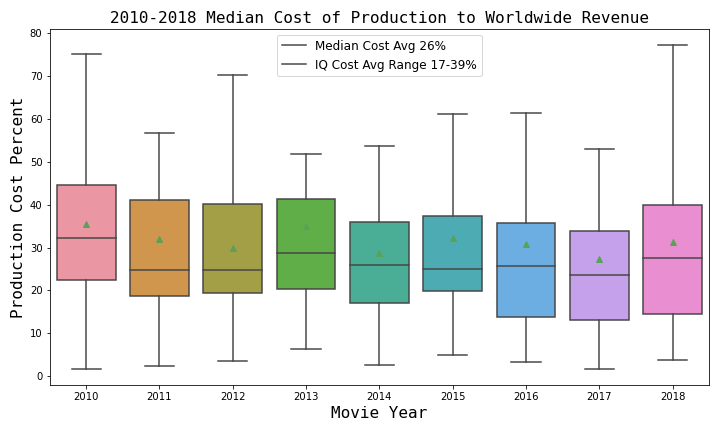 2010-2018 Median Cost of Production to Worldwide Revenue
Median Cost Avg 26%
IQ Cost Avg Range 17-39%
Production Cost Percent
80
70
60
50
40
30
20
10
0
2010 2011 2012 2013 2014 2015 2016 2017 2018
Movie Year